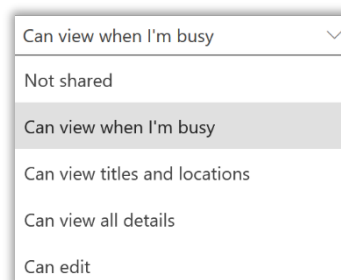 Can view when I'm busy
Not shared
Can view when I'm busy
Can view titles and locations
Can view all details
Can edit